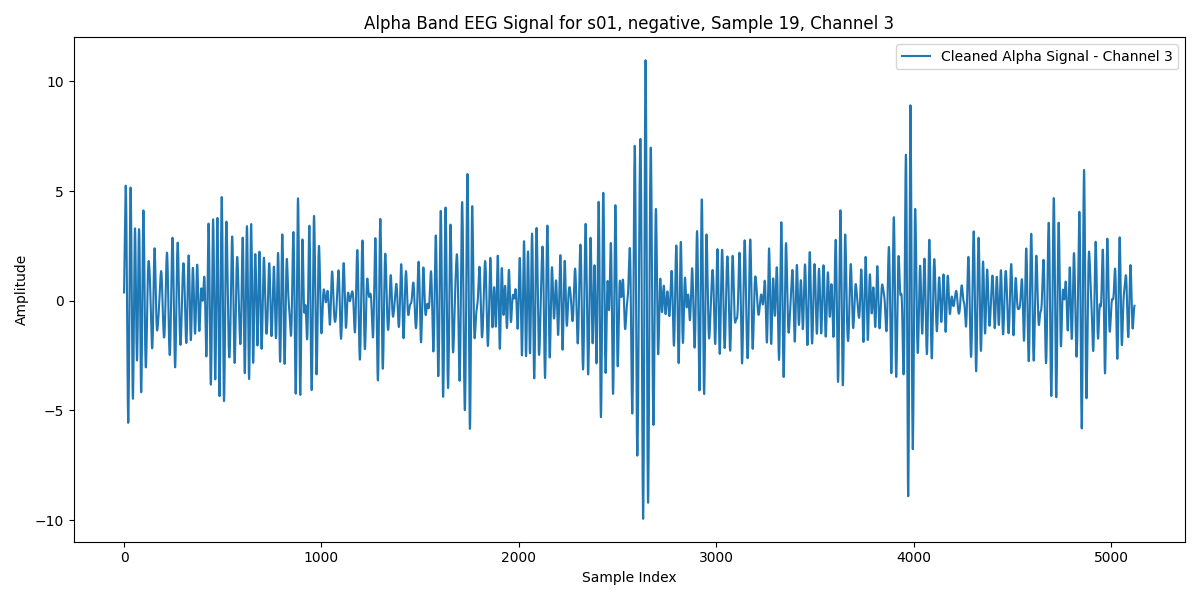 Alpha Band EEG Signal for s01, negative, Sample 19, Channel 3
Cleaned Alpha Signal - Channel 3
Amplitude
10
5
0
−5
−10
0 1000 2000 3000 4000 5000
Sample Index